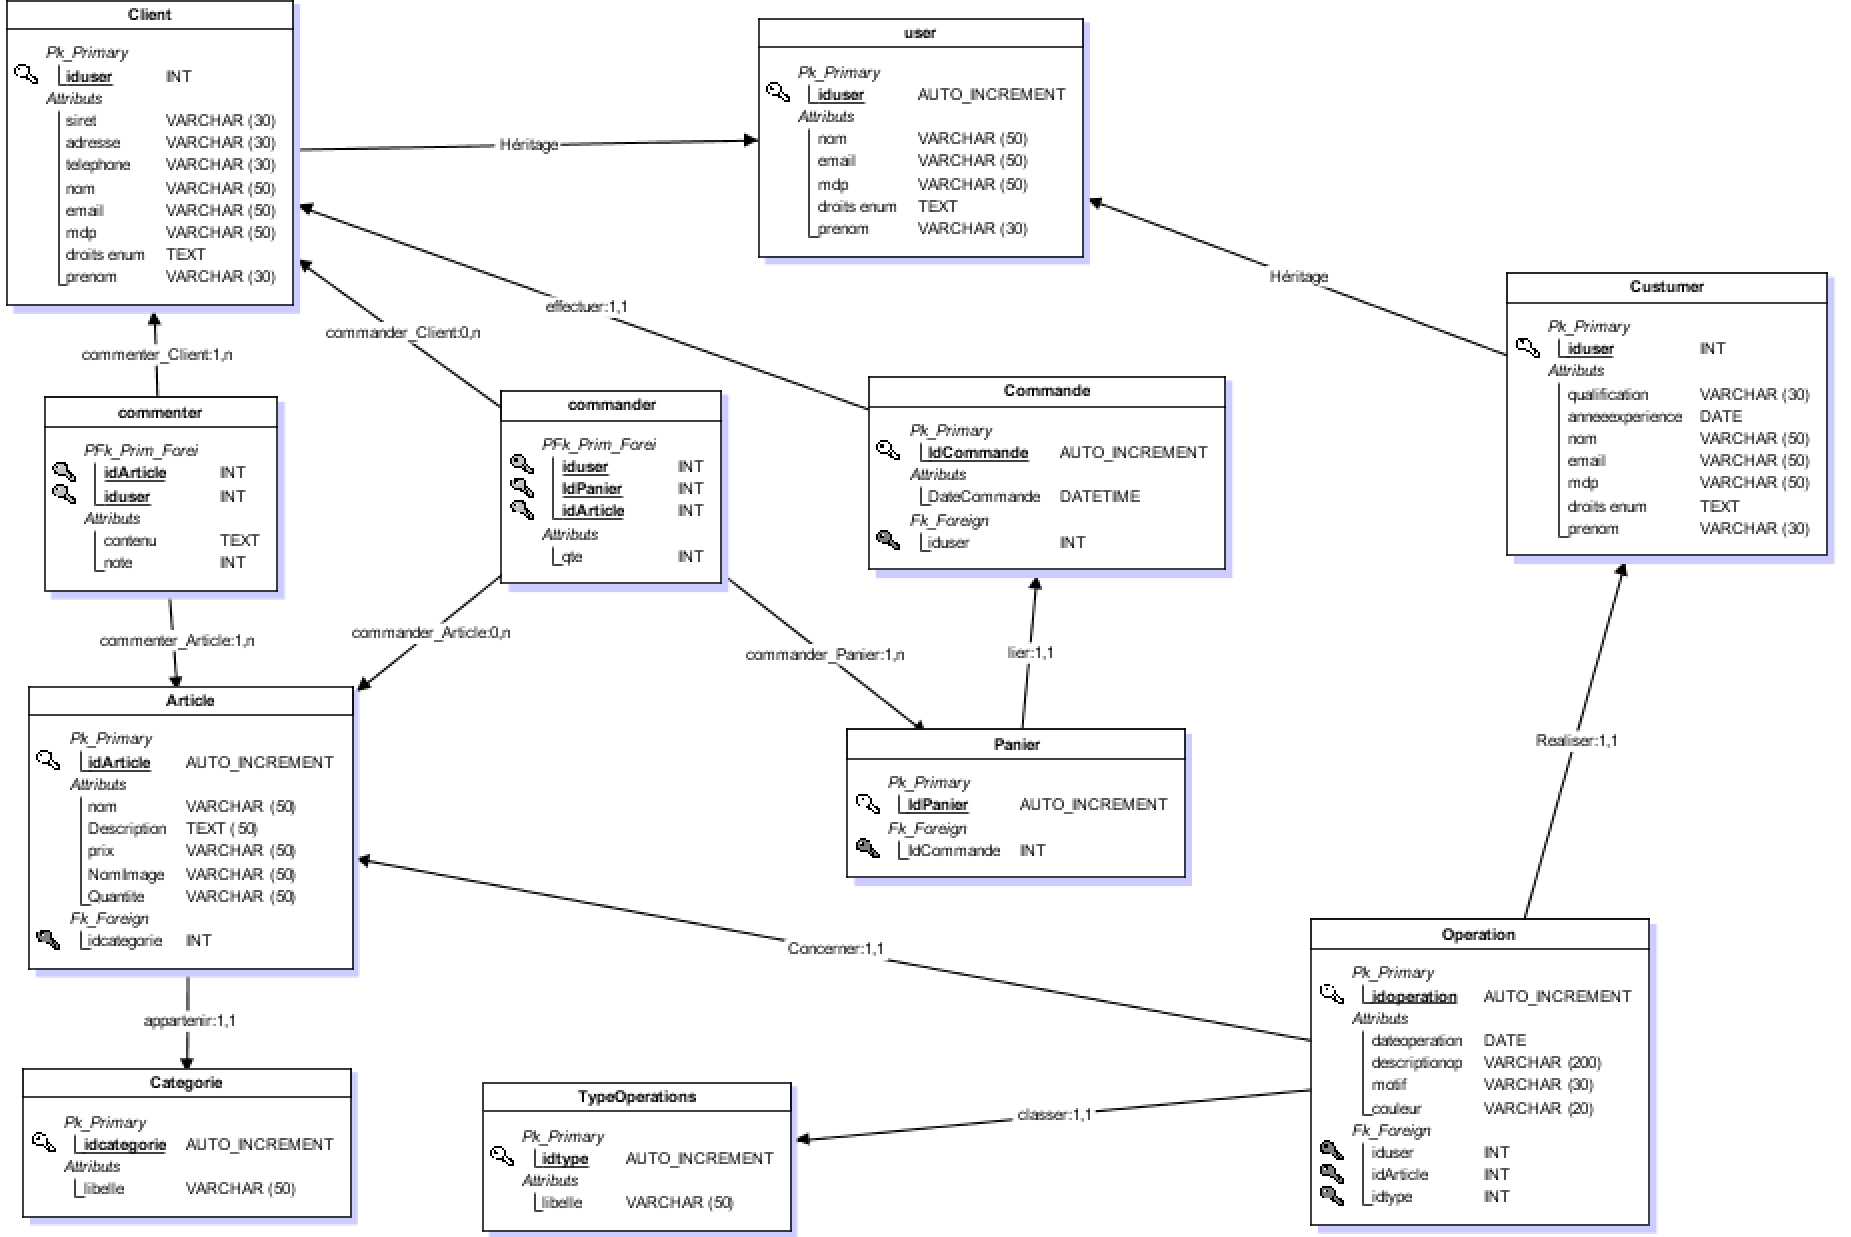 Client
Pk_Primary
iduser INT
Attributs
siret VARCHAR (30)
adresse VARCHAR (30)
telephone VARCHAR (30)
nom VARCHAR (50)
email VARCHAR (50)
mdp VARCHAR (50)
droits enum TEXT
prenom VARCHAR (30)
Héritage
user
Pk_Primary
iduser AUTO_INCREMENT
Attributs
nom VARCHAR (50)
email VARCHAR (50)
mdp VARCHAR (50)
droits enum TEXT
prenom VARCHAR (30)
Héritage
Custumer
Pk_Primary
iduser INT
Attributs
qualification VARCHAR (30)
anneeexperience DATE
nom VARCHAR (50)
email VARCHAR (50)
mdp VARCHAR (50)
droits enum TEXT
prenom VARCHAR (30)
effectuer:1,1
commander_Client:0,n
commenter_Client:1,n
commenter
PFk_Prim_Forei
idArticle INT
iduser INT
Attributs
contenu TEXT
note INT
commander
PFk_Prim_Forei
iduser INT
IdPanier INT
idArticle INT
Attributs
qte INT
Commande
Pk_Primary
IdCommande AUTO_INCREMENT
Attributs
DateCommande DATETIME
Fk_Foreign
iduser INT
commenter_Article:1,n
commander_Article:0,n
commander_Panier:1,n
lier:1,1
Realiser:1,1
Article
Pk_Primary
idArticle AUTO_INCREMENT
Attributs
nom VARCHAR (50)
Description TEXT (50)
prix VARCHAR (50)
NomImage VARCHAR (50)
Quantite VARCHAR (50)
Fk_Foreign
idcategorie INT
Panier
Pk_Primary
IdPanier AUTO_INCREMENT
Fk_Foreign
IdCommande INT
Concerner:1,1
appartenir:1,1
Operation
Pk_Primary
idoperation AUTO_INCREMENT
Attributs
dateoperation DATE
descriptionop VARCHAR (200)
motif VARCHAR (30)
couleur VARCHAR (20)
Fk_Foreign
iduser INT
idArticle INT
idtype INT
classer:1,1
Categorie
Pk_Primary
idcategorie AUTO_INCREMENT
Attributs
libelle VARCHAR (50)
TypeOperations
Pk_Primary
idtype AUTO_INCREMENT
Attributs
libelle VARCHAR (50)